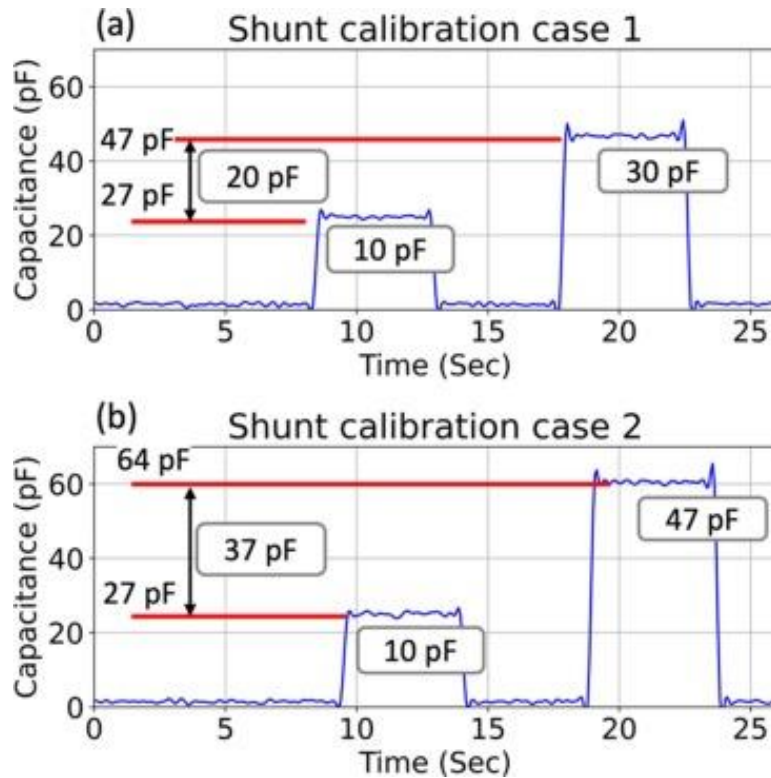 (a) Shunt calibration case 1
Capacitance (pF)
60
40
20
0
47 pF
20 pF
27 pF
10 pF
30 pF
0 5 10 15 20 25
Time (Sec)
(b) Shunt calibration case 2
Capacitance (pF)
60
40
20
0
64 pF
37 pF
27 pF
10 pF
47 pF
0 5 10 15 20 25
Time (Sec)